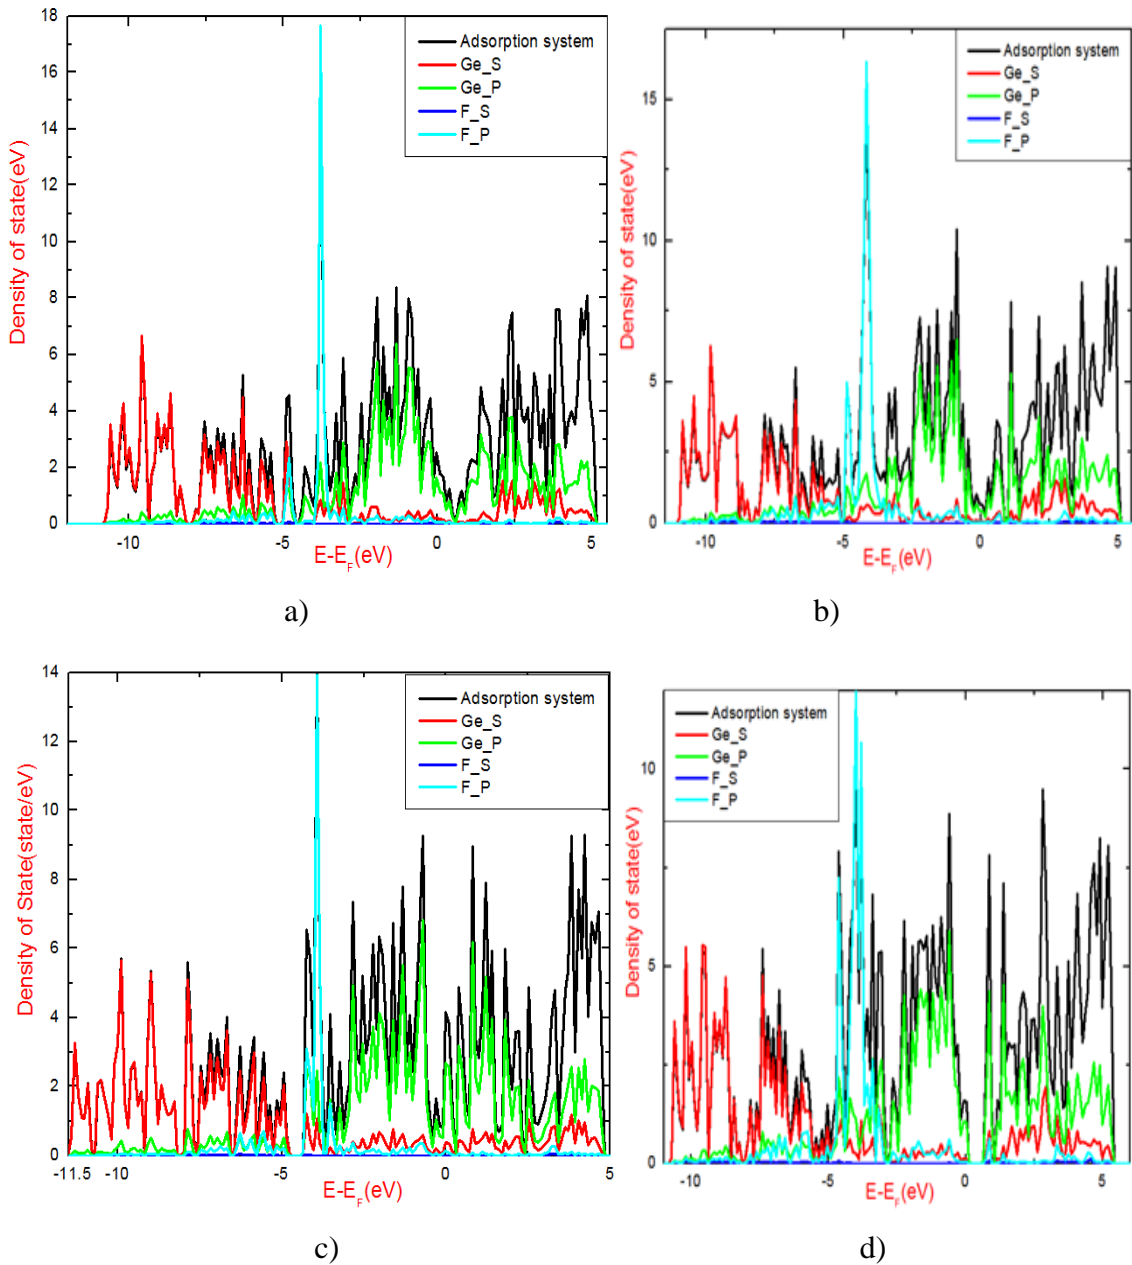 18
16
14
12
10
8
6
4
2
0
Density of state(eV)
Adsorption system
Ge_S
Ge_P
F_S
F_P
-10
-5
0
5
E-E_F(eV)
a)
15
10
5
0
Density of state(eV)
Adsorption system
Ge_S
Ge_P
F_S
F_P
-10
-5
0
5
E-E_F(eV)
b)
14
12
10
8
6
4
2
0
Density of State(state/eV)
Adsorption system
Ge_S
Ge_P
F_S
F_P
-11.5
-10
-5
0
5
E-E_F(eV)
c)
10
5
0
Density of state(eV)
Adsorption system
Ge_S
Ge_P
F_S
F_P
-10
-5
0
5
E-E_F(eV)
d)